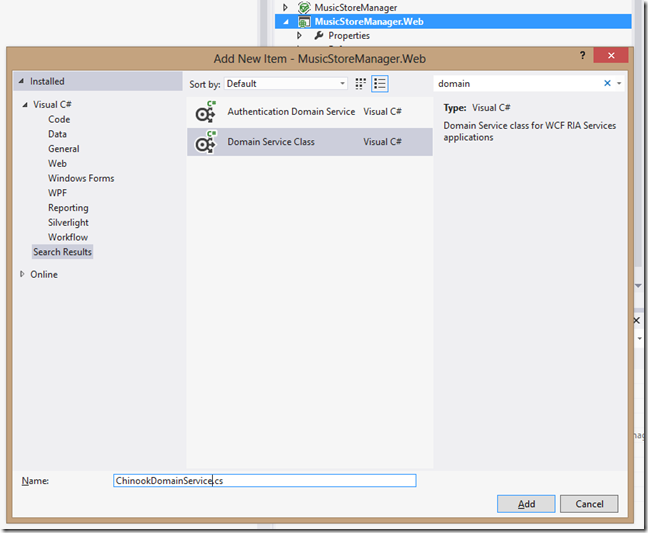 MusicStoreManager
MusicStoreManager.Web
Properties
Add New Item - MusicStoreManager.Web
? x
Installed
Sort by: Default
domain
Visual C#
Code
Data
General
Web
Windows Forms
WPF
Reporting
Silverlight
Workflow
Search Results
Online
C#
Authentication Domain Service Visual C#
C#
Domain Service Class Visual C#
Type: Visual C#
Domain Service class for WCF RIA Services
applications
Name: ChinookDomainService.cs
Add Cancel